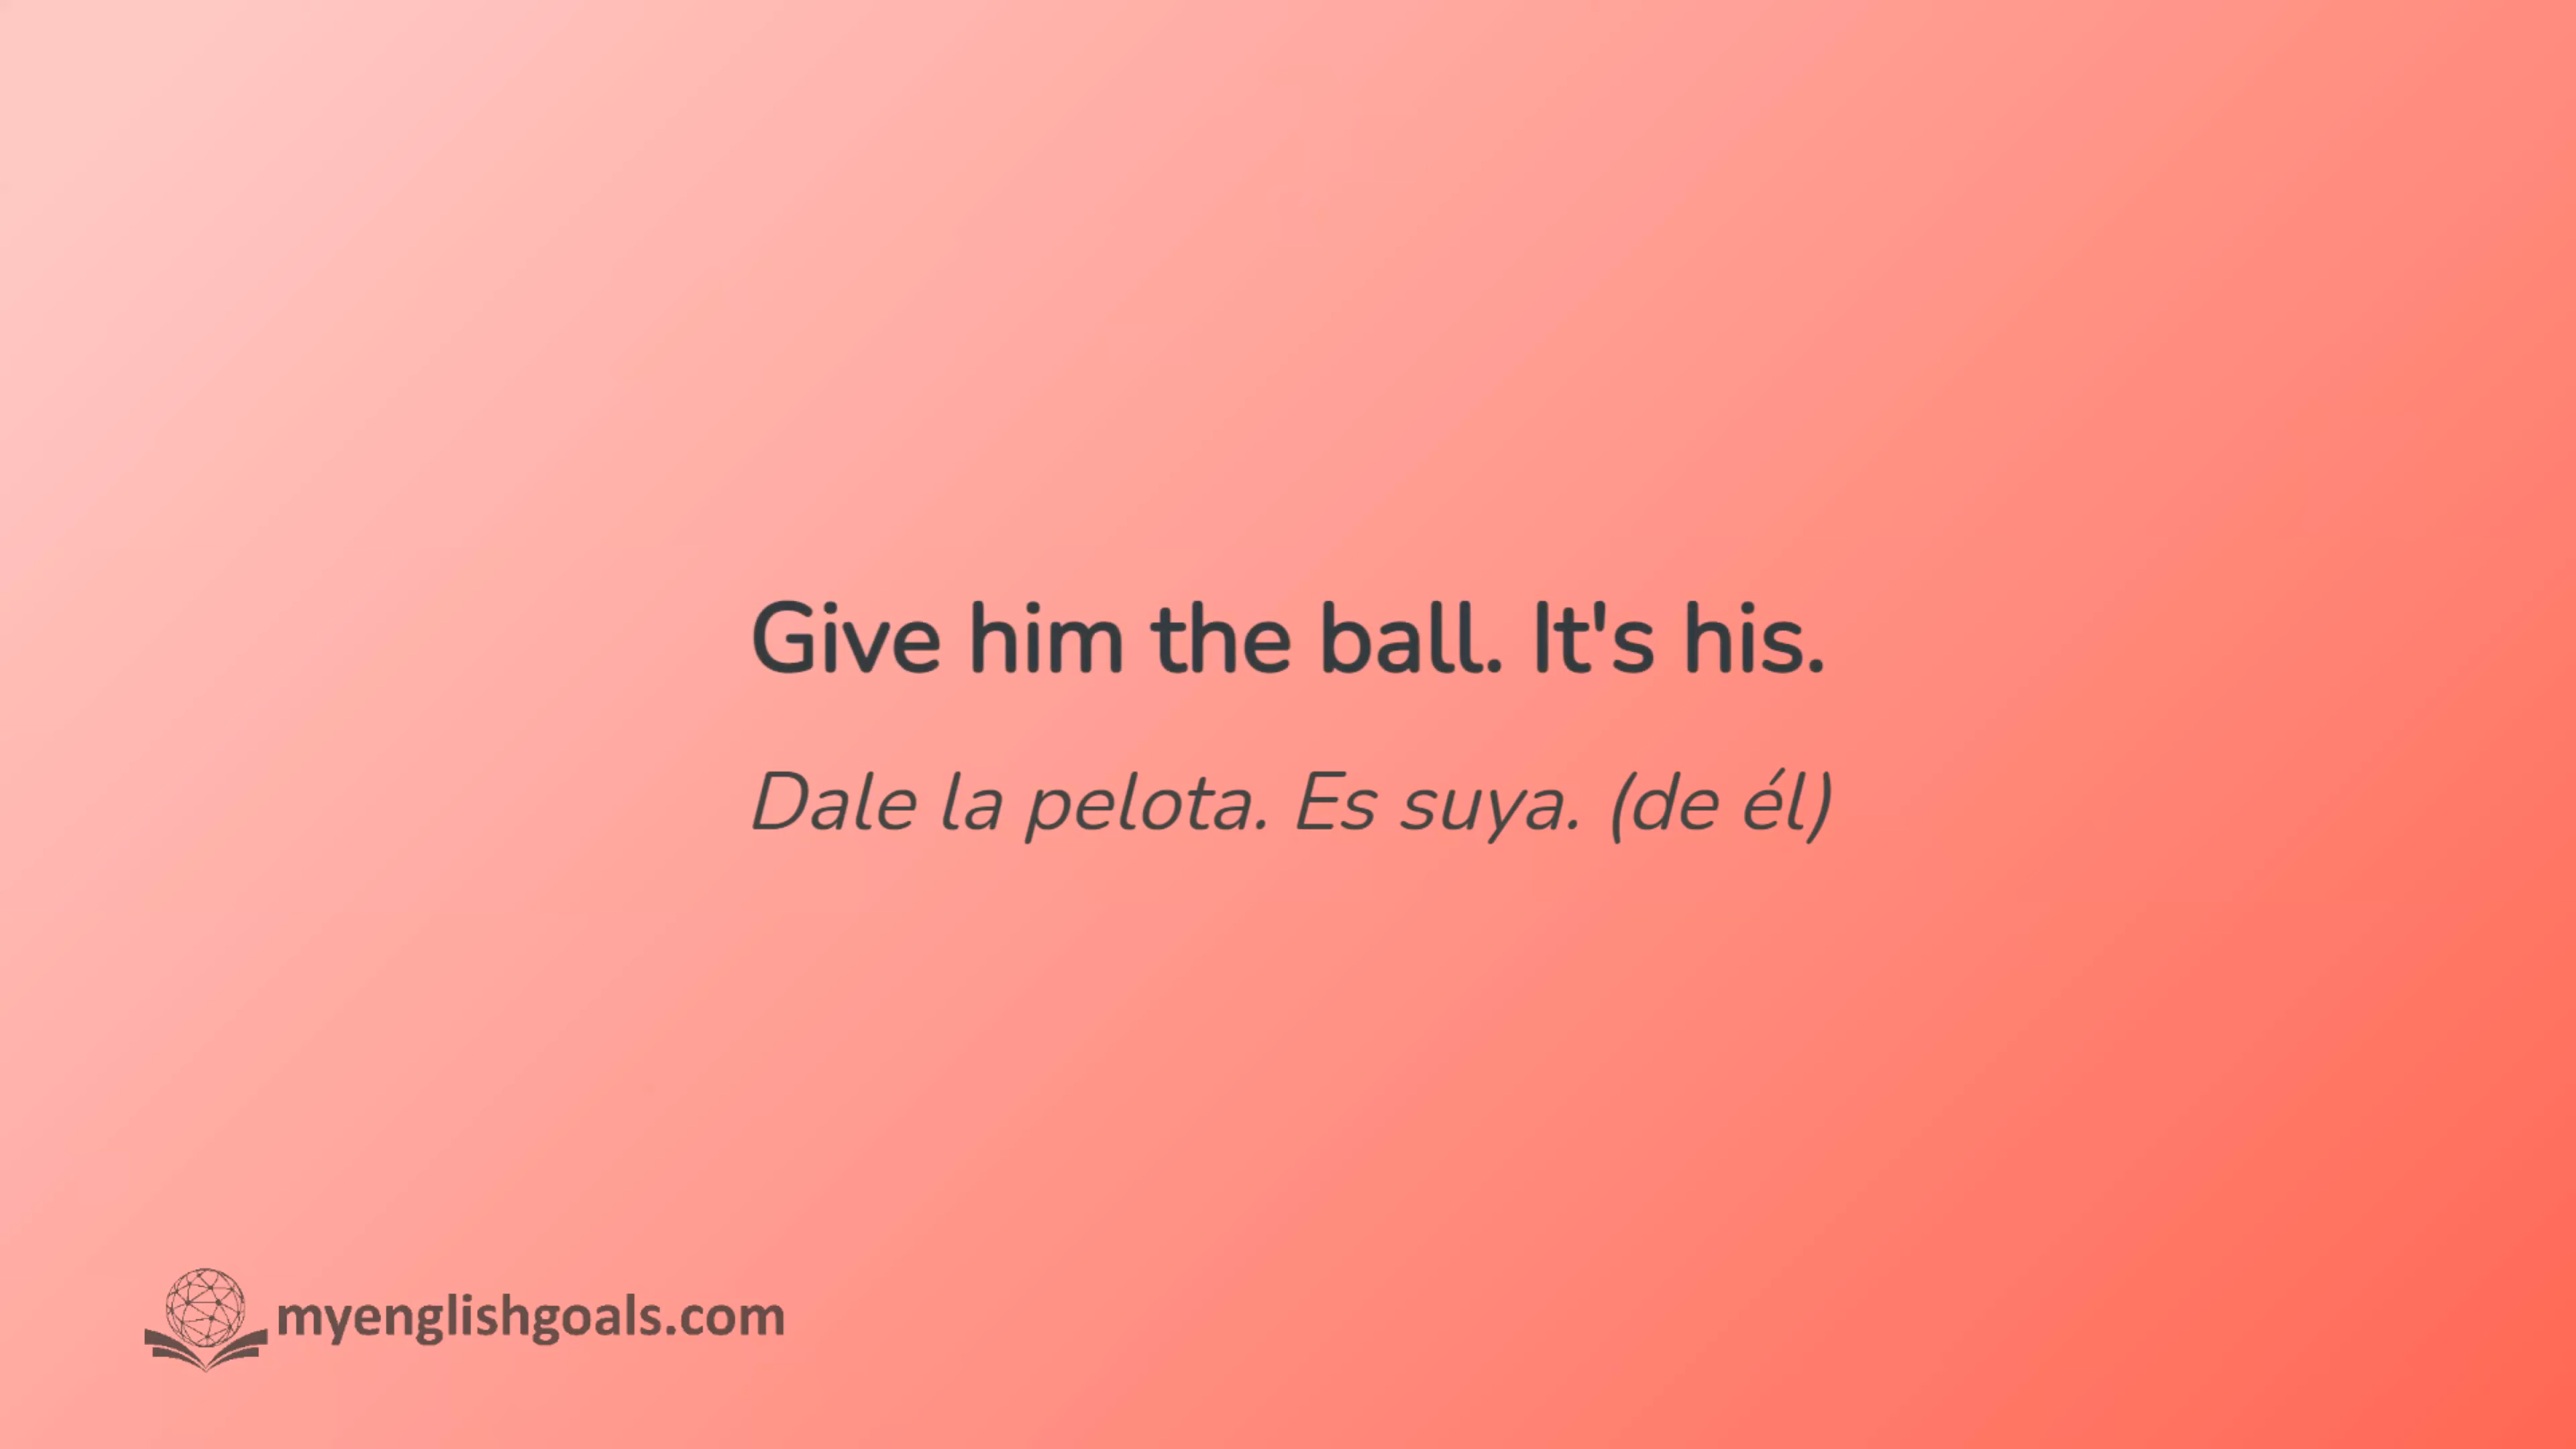 Give him the ball. It's his.
Dale la pelota. Es suya. (de él)
myenglishgoals.com